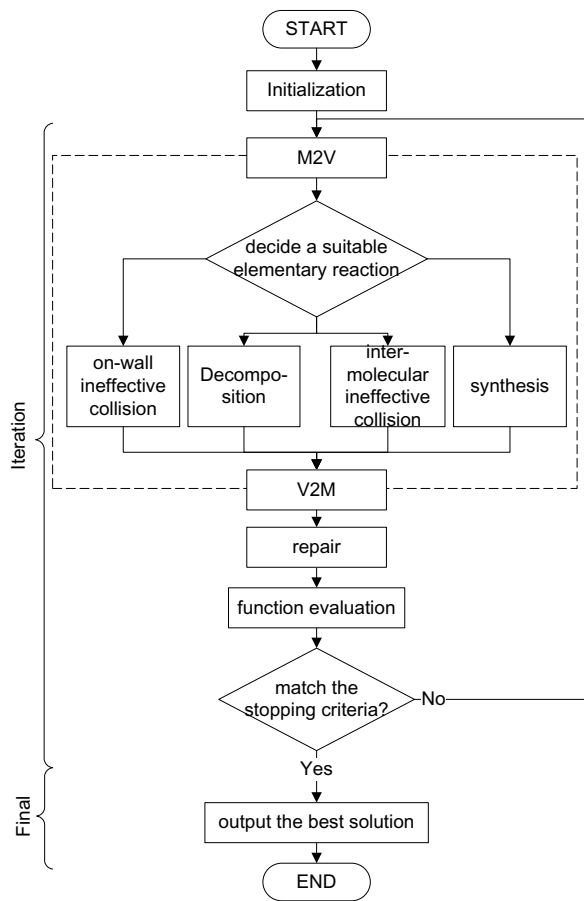 START
Initialization
M2V
decide a suitable
elementary reaction
on-wall
ineffective
collision
Decompo-
sition
inter-
molecular
ineffective
collision
synthesis
Iteration
V2M
repair
function evaluation
match the
stopping criteria?
No
Yes
Final
output the best solution
END